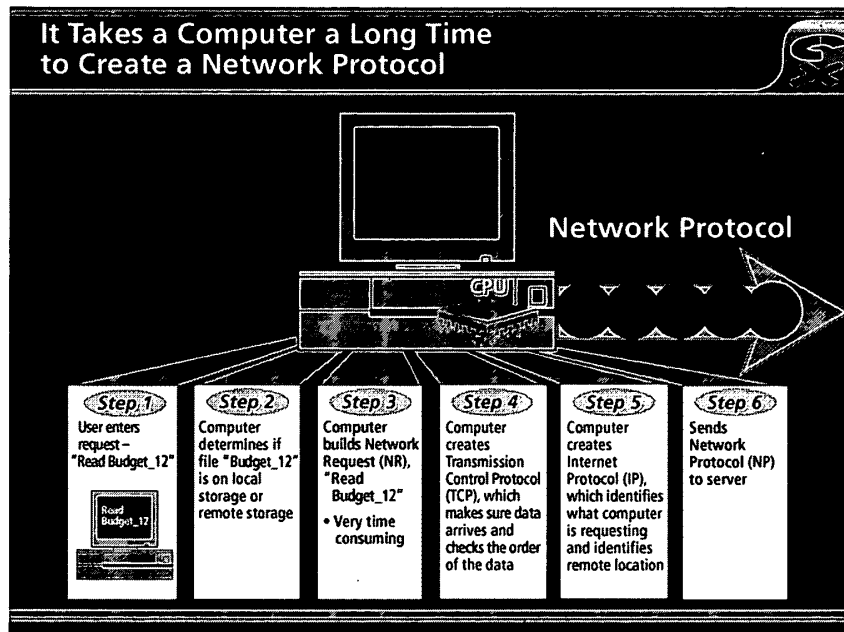 It Takes a Computer a Long Time
to Create a Network Protocol
Network Protocol
CPU
Step 1
User enters
request –
"Read Budget_12"
Read
Budget_12
Step 2
Computer
determines if
file "Budget_12"
is on local
storage or
remote storage
Step 3
Computer
builds Network
Request (NR),
"Read
Budget_12"
• Very time
consuming
Step 4
Computer
creates
Transmission
Control Protocol
(TCP), which
makes sure data
arrives and
checks the order
of the data
Step 5
Computer
creates
Internet
Protocol (IP),
which identifies
what computer
is requesting
and identifies
remote location
Step 6
Sends
Network
Protocol (NP)
to server